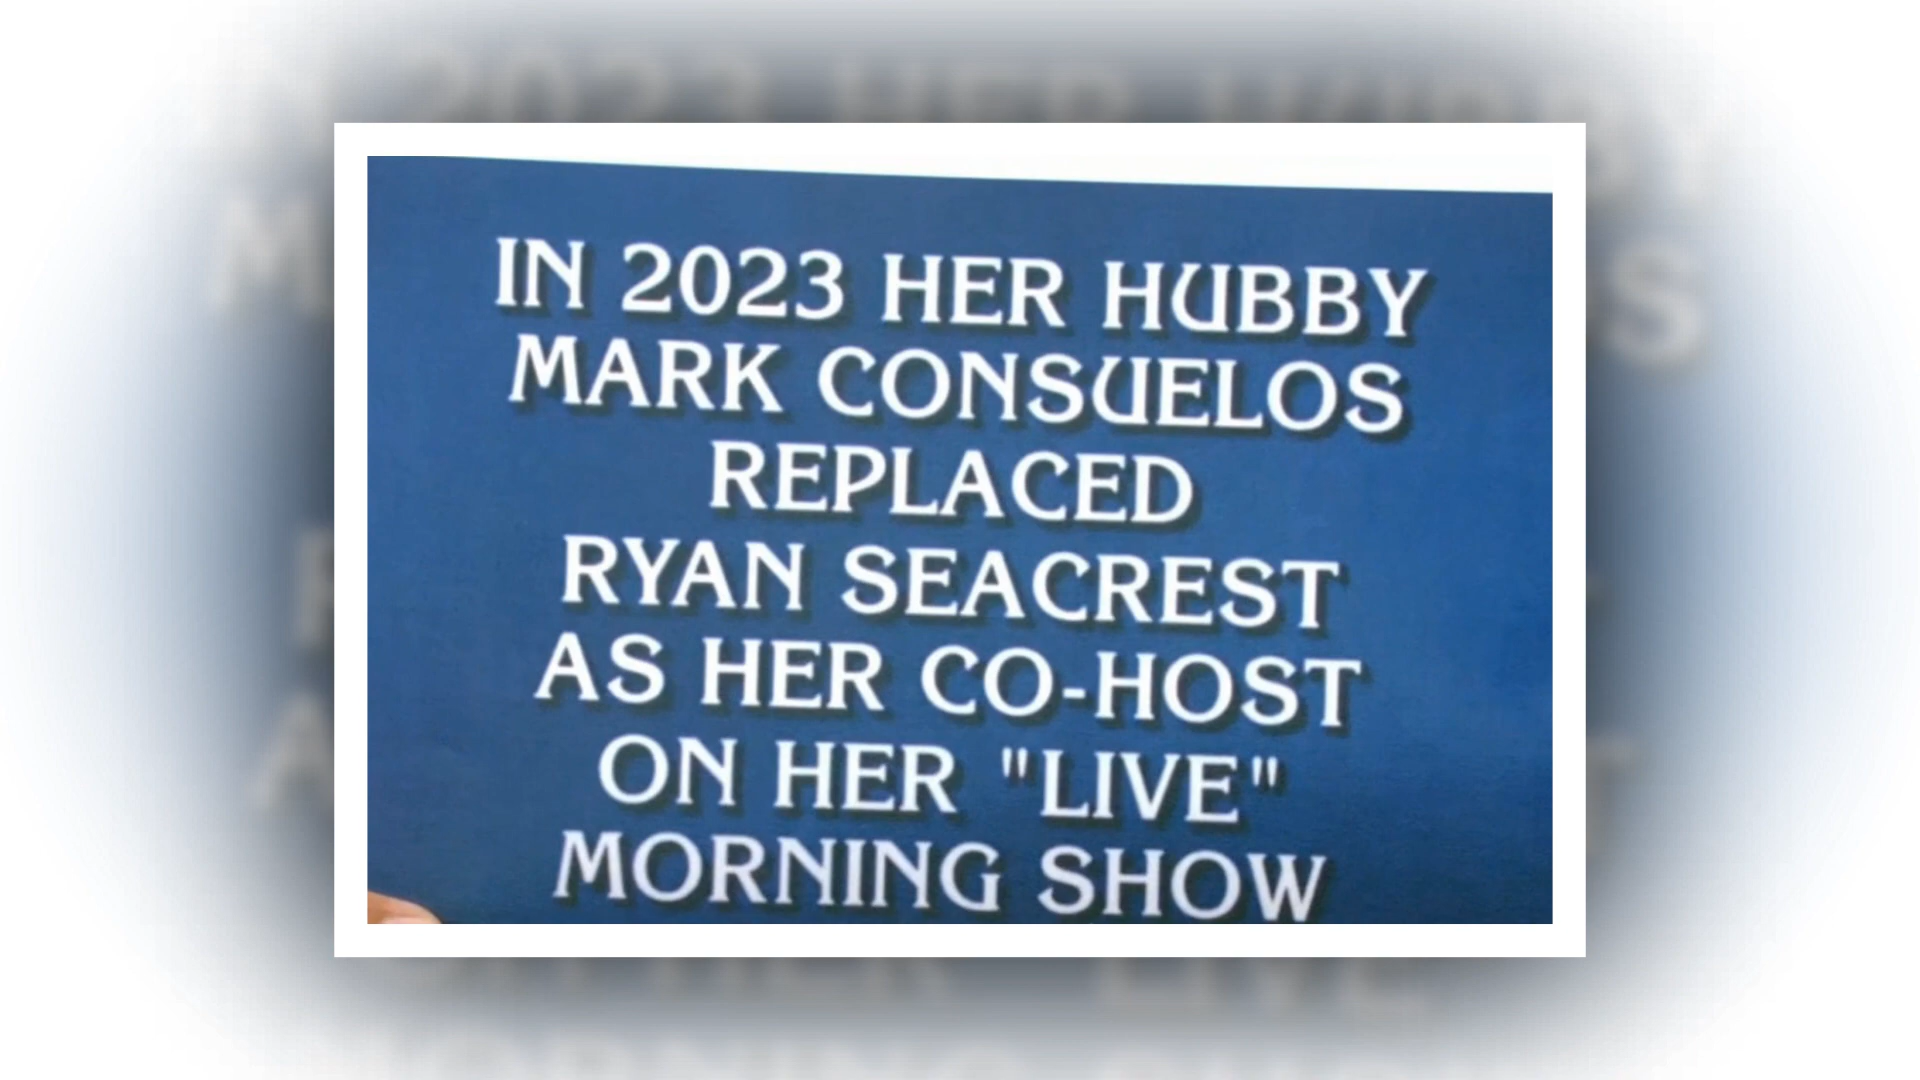 IN 2023 HER HUBBY
MARK CONSUELOS
REPLACED
RYAN SEACREST
AS HER CO-HOST
ON HER "LIVE"
MORNING SHOW